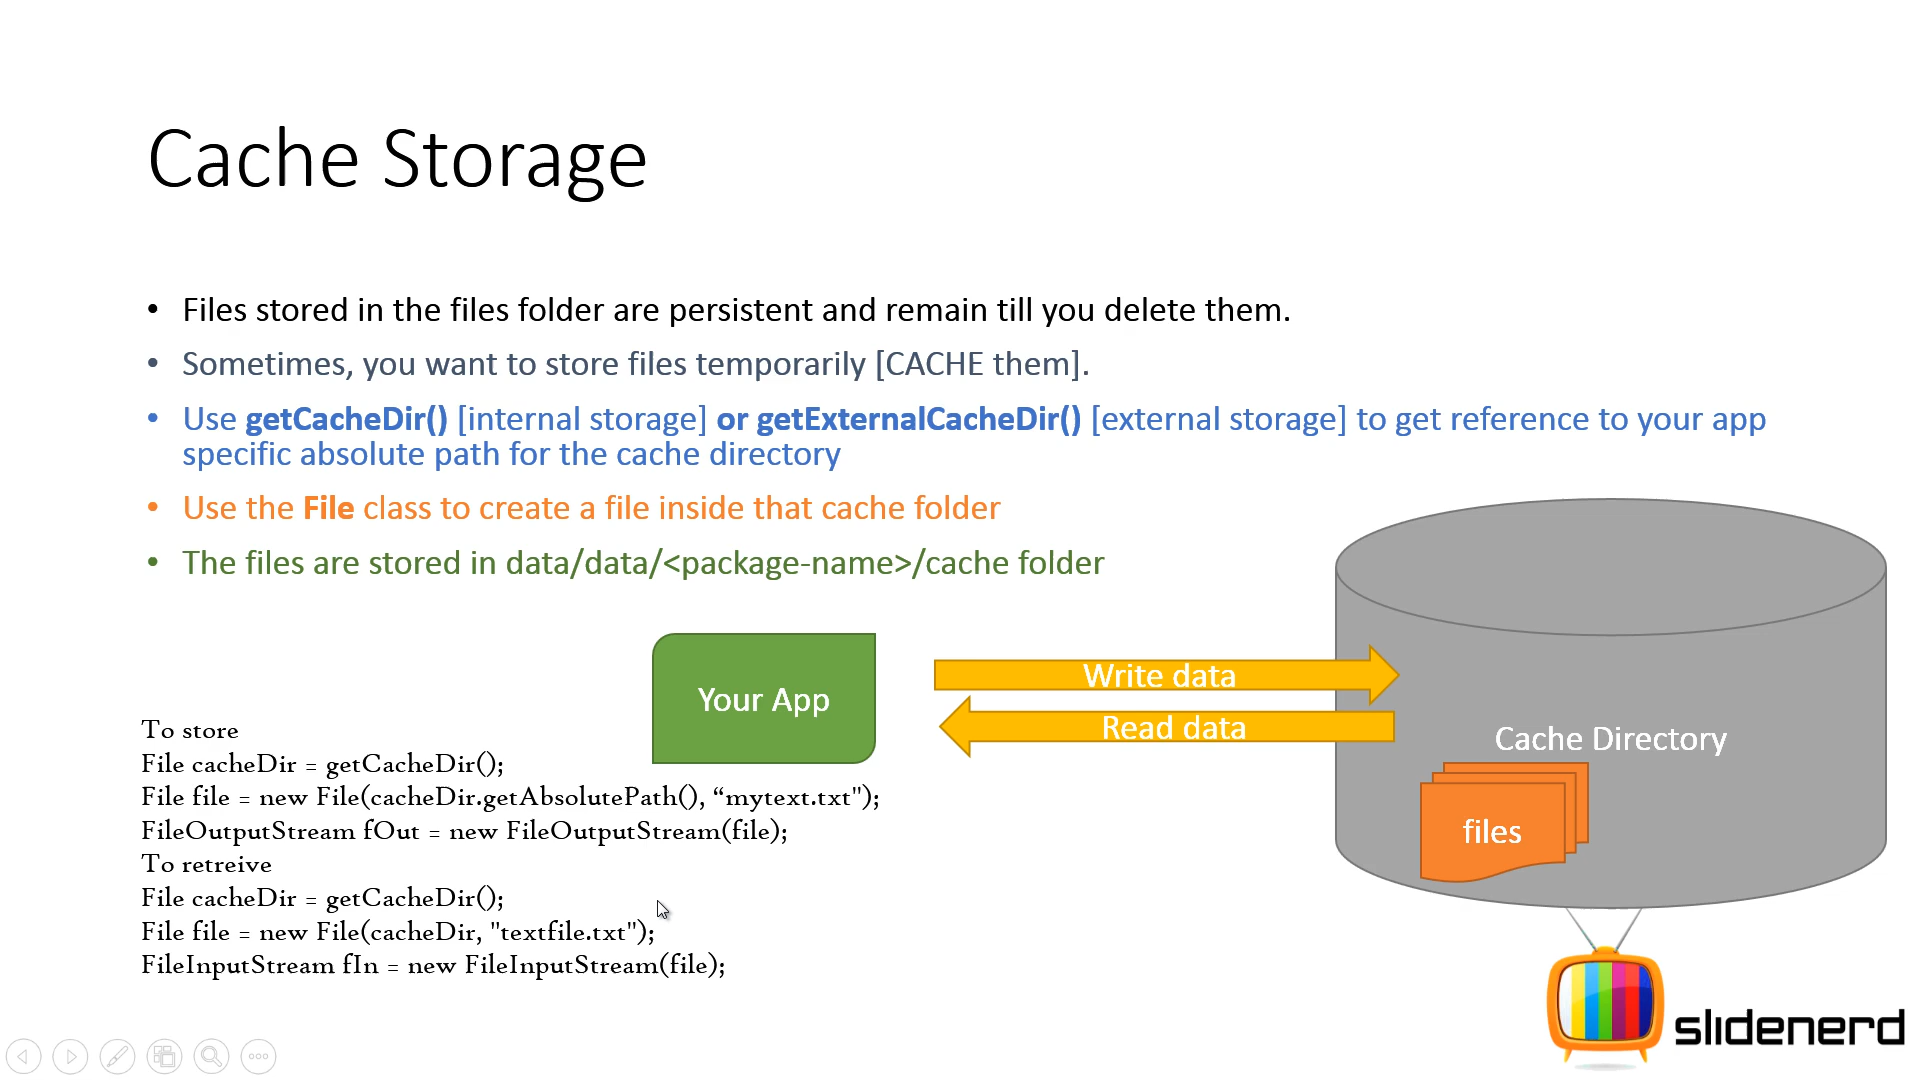 Cache Storage
• Files stored in the files folder are persistent and remain till you delete them.
• Sometimes, you want to store files temporarily [CACHE them].
• Use getCacheDir() [internal storage] or getExternalCacheDir() [external storage] to get reference to your app
specific absolute path for the cache directory
• Use the File class to create a file inside that cache folder
• The files are stored in data/data/<package-name>/cache folder
Your App
Write data
Read data
Cache Directory
files
To store
File cacheDir = getCacheDir();
File file = new File(cacheDir.getAbsolutePath(), “mytext.txt");
FileOutputStream fOut = new FileOutputStream(file);
To retreive
File cacheDir = getCacheDir();
File file = new File(cacheDir, "textfile.txt");
FileInputStream fIn = new FileInputStream(file);
slidenerd